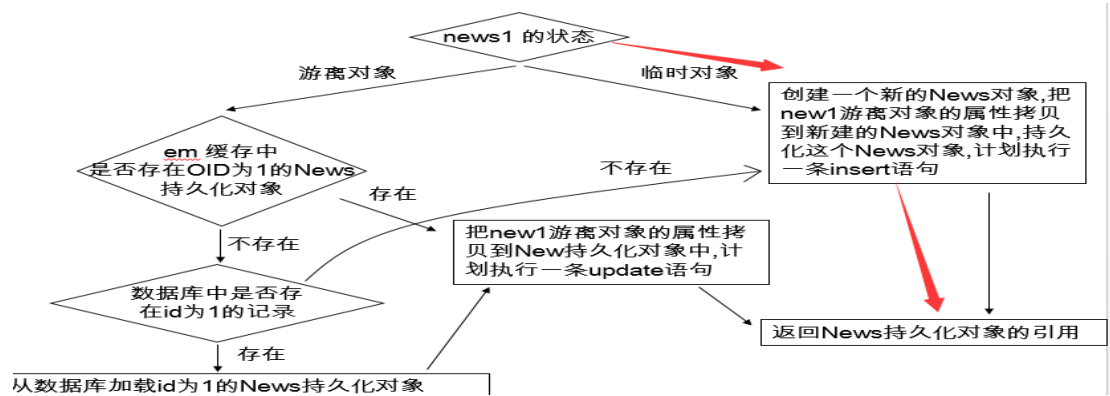 news1 的状态
游离对象
临时对象
创建一个新的News对象,把
new1游离对象的属性拷贝
到新建的News对象中,持久
化这个News对象,计划执行
一条insert语句
em 缓存中
是否存在OID为1的News
持久化对象
不存在
存在
把new1游离对象的属性拷
贝到New持久化对象中,计
划执行一条update语句
不存在
数据库中是否存
在id为1的记录
返回News持久化对象的引用
存在
从数据库加载id为1的News持久化对象